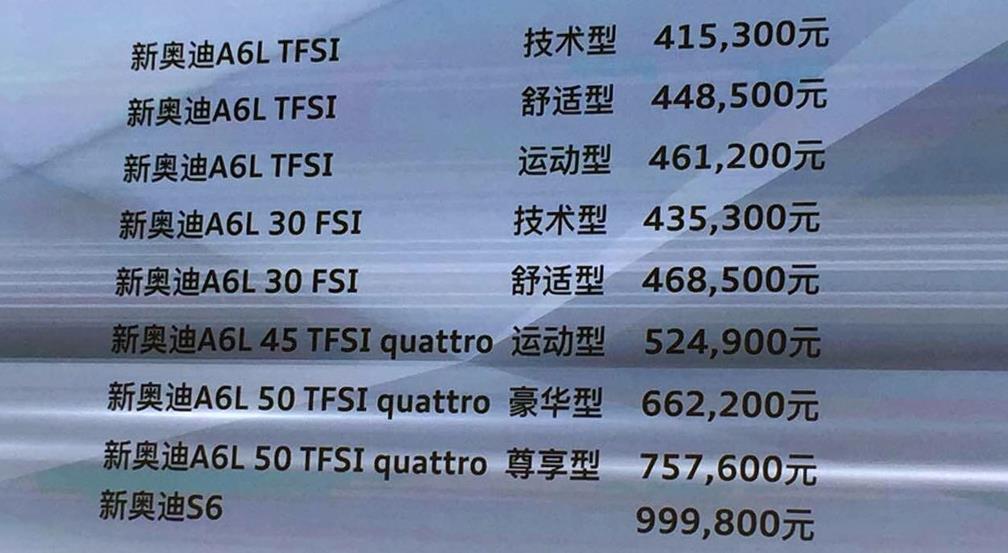 新奥迪A6L TFSI 技术型 415,300元
新奥迪A6L TFSI 舒适型 448,500元
新奥迪A6L TFSI 运动型 461,200元
新奥迪A6L 30 FSI 技术型 435,300元
新奥迪A6L 30 FSI 舒适型 468,500元
新奥迪A6L 45 TFSI quattro 运动型 524,900元
新奥迪A6L 50 TFSI quattro 豪华型 662,200元
新奥迪A6L 50 TFSI quattro 尊享型 757,600元
新奥迪S6 999,800元